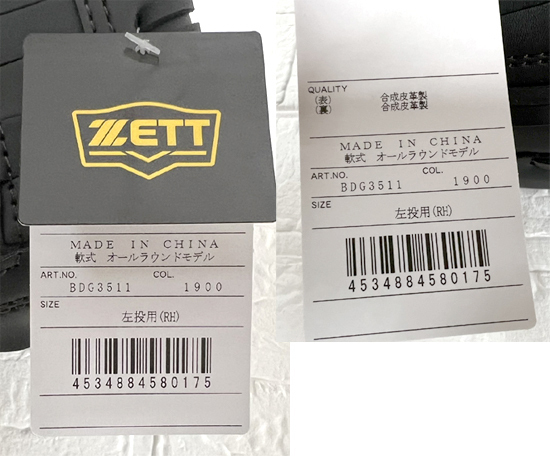 ZETT
MADE IN CHINA
軟式 オールラウンドモデル
ART.NO. COL.
BDG3511 1900
SIZE
左投用(RH)
4534884580175
QUALITY
(表) 合成皮革製
(裏) 合成皮革製
MADE IN CHINA
軟式 オールラウンドモデル
ART.NO. COL.
BDG3511 1900
SIZE
左投用(RH)
4534884580175